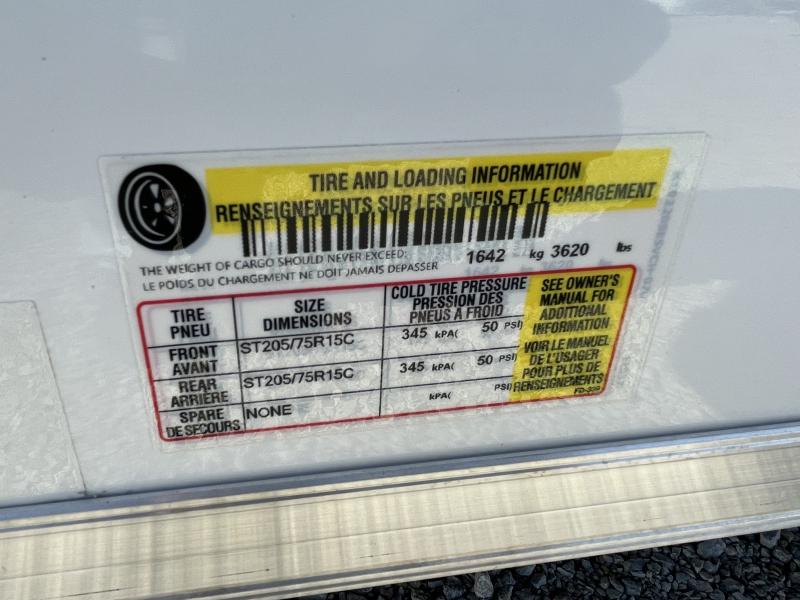 TIRE AND LOADING INFORMATION
RENSEIGNEMENTS SUR LES PNEUS ET LE CHARGEMENT
THE WEIGHT OF CARGO SHOULD NEVER EXCEED: 1642 kg 3620 lbs
LE POIDS DU CHARGEMENT NE DOIT JAMAIS DEPASSER
TIRE
PNEU
SIZE
DIMENSIONS
COLD TIRE PRESSURE
PRESSION DES
PNEUS A FROID
FRONT
AVANT
ST205/75R15C
345 kPA( 50 PSI)
REAR
ARRIÈRE
ST205/75R15C
345 kPA( 50 PSI)
SPARE
DE SECOURS
NONE
kPA( PSI)
SEE OWNER'S
MANUAL FOR
ADDITIONAL
INFORMATION
VOIR LE MANUEL
DE L'USAGER
POUR PLUS DE
RENSEIGNEMENTS